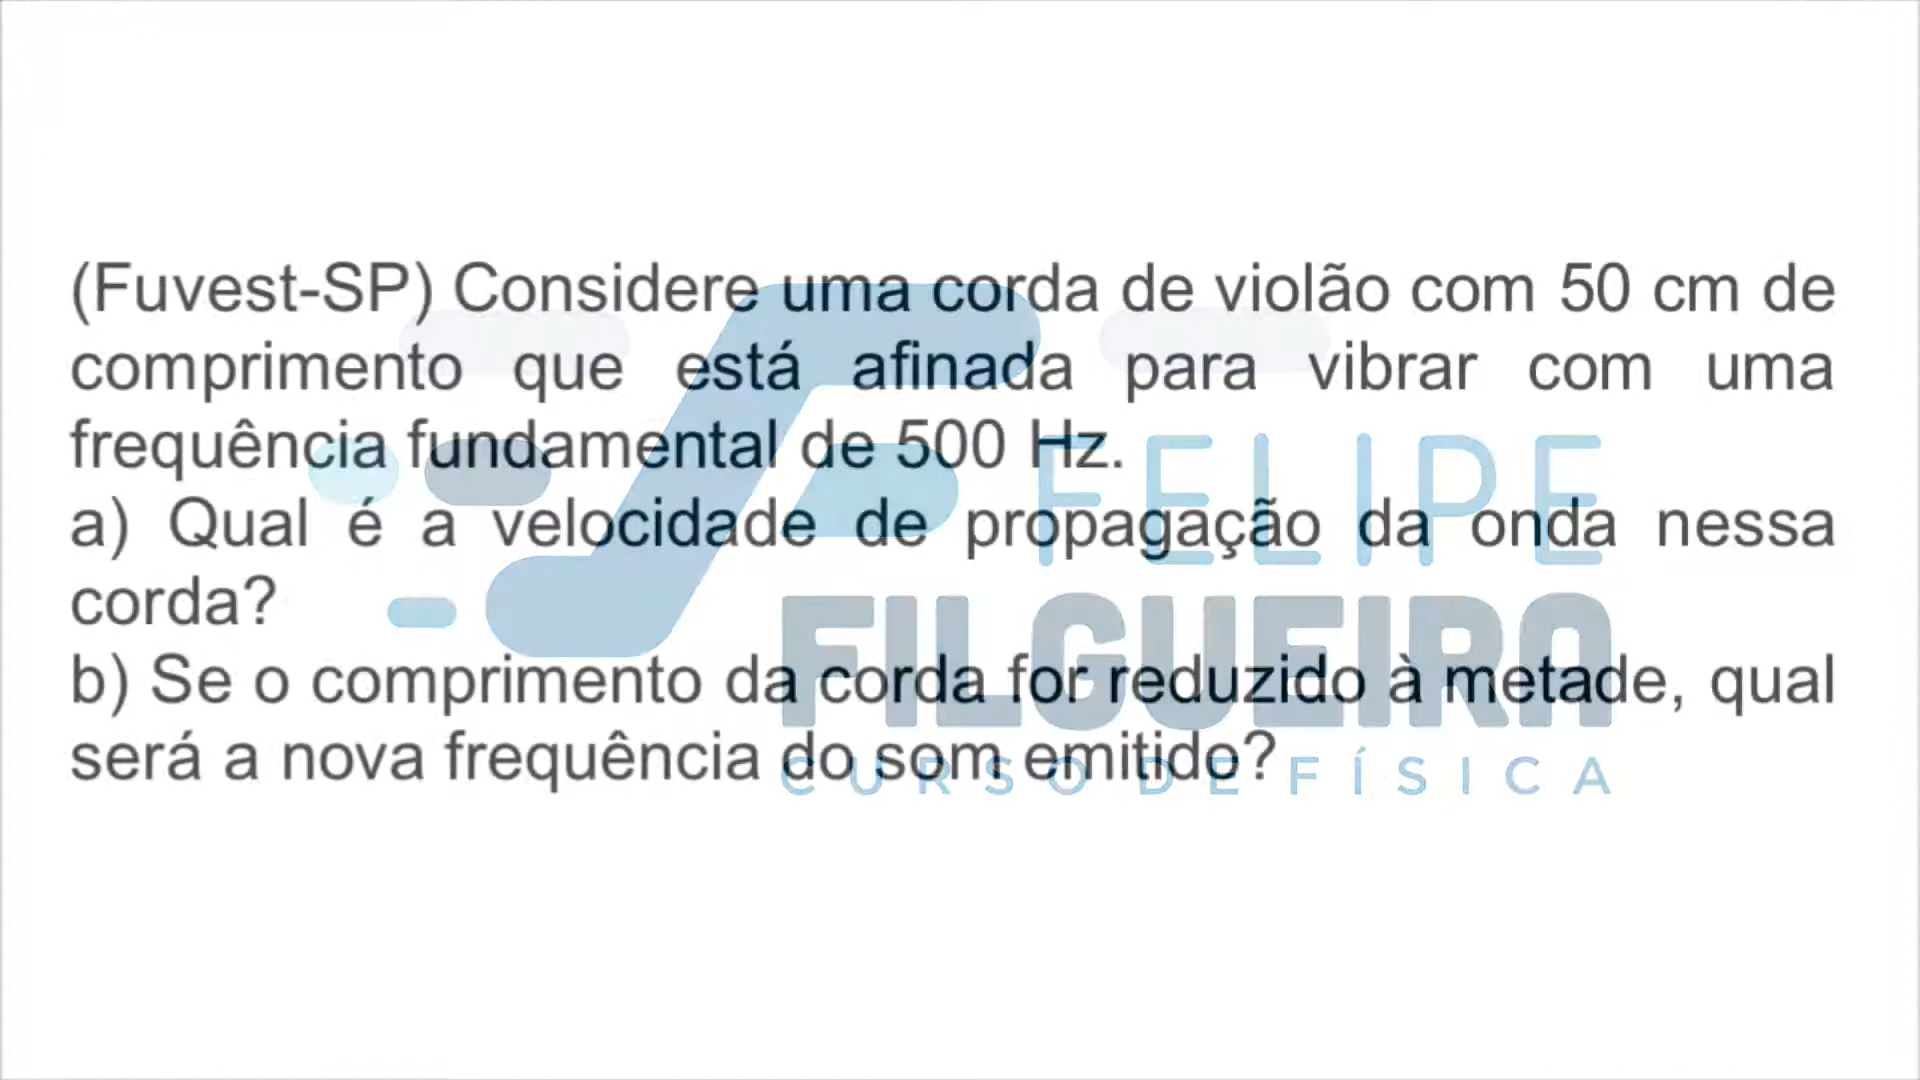 (Fuvest-SP) Considere uma corda de violão com 50 cm de
comprimento que está afinada para vibrar com uma
frequência fundamental de 500 Hz.
a) Qual é a velocidade de propagação da onda nessa
corda?
b) Se o comprimento da corda for reduzido à metade, qual
será a nova frequência do som emitido?
FELIPE
FILGUEIRA
CURSO DE FÍSICA